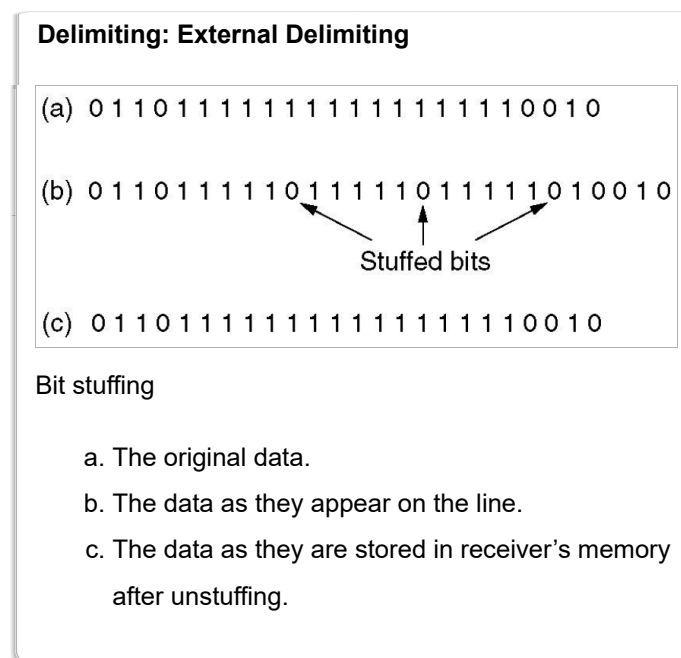 Delimiting: External Delimiting
(a) 0 1 1 0 1 1 1 1 1 1 1 1 1 1 1 1 1 1 1 1 0 0 1 0
(b) 0 1 1 0 1 1 1 1 1 0 1 1 1 1 1 0 1 1 1 1 1 0 1 0 0 1 0
Stuffed bits
(c) 0 1 1 0 1 1 1 1 1 1 1 1 1 1 1 1 1 1 1 1 0 0 1 0
Bit stuffing
a. The original data.
b. The data as they appear on the line.
c. The data as they are stored in receiver’s memory
after unstuffing.